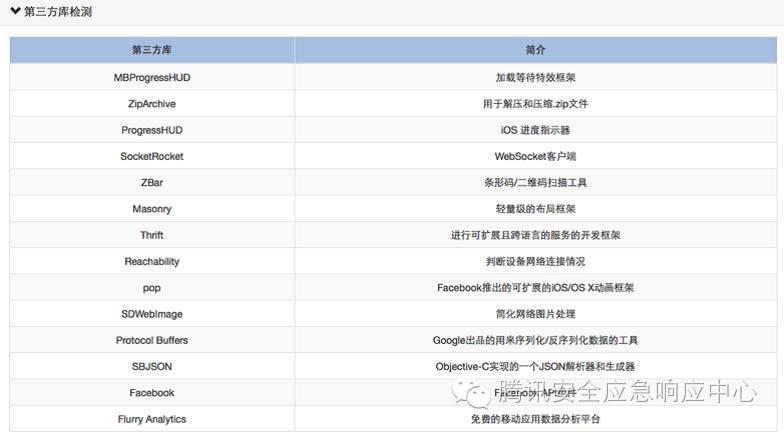 第三方库检测
第三方库 简介
MBProgressHUD 加载等待特效框架
ZipArchive 用于解压和压缩.zip文件
ProgressHUD iOS 进度指示器
SocketRocket WebSocket客户端
ZBar 条形码/二维码扫描工具
Masonry 轻量级的布局框架
Thrift 进行可扩展且跨语言的服务的开发框架
Reachability 判断设备网络连接情况
pop Facebook推出的可扩展的iOS/OS X动画框架
SDWebImage 简化网络图片处理
Protocol Buffers Google出品的用来序列化/反序列化数据的工具
SBJSON Objective-C实现的一个JSON解析器和生成器
Facebook Facebook API
腾讯安全应急响应中心
Flurry Analytics 免费的移动应用数据分析平台